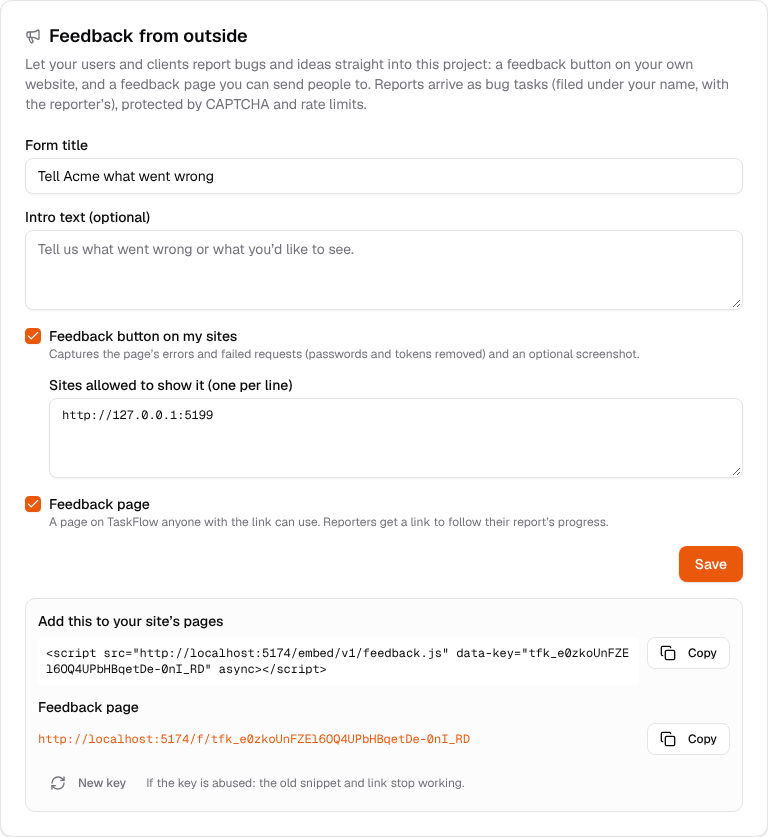 Feedback from outside
Let your users and clients report bugs and ideas straight into this project: a feedback button on your own
website, and a feedback page you can send people to. Reports arrive as bug tasks (filed under your name, with
the reporter’s), protected by CAPTCHA and rate limits.
Form title
Tell Acme what went wrong
Intro text (optional)
Tell us what went wrong or what you’d like to see.
Feedback button on my sites
Captures the page’s errors and failed requests (passwords and tokens removed) and an optional screenshot.
Sites allowed to show it (one per line)
http://127.0.0.1:5199
Feedback page
A page on TaskFlow anyone with the link can use. Reporters get a link to follow their report’s progress.
Save
Add this to your site’s pages
<script src="http://localhost:5174/embed/v1/feedback.js" data-key="tfk_e0zkoUnFZE
l6OQ4UPbHBqetDe-0nI_RD" async></script>
Copy
Feedback page
http://localhost:5174/f/tfk_e0zkoUnFZEl6OQ4UPbHBqetDe-0nI_RD
Copy
New key
If the key is abused: the old snippet and link stop working.